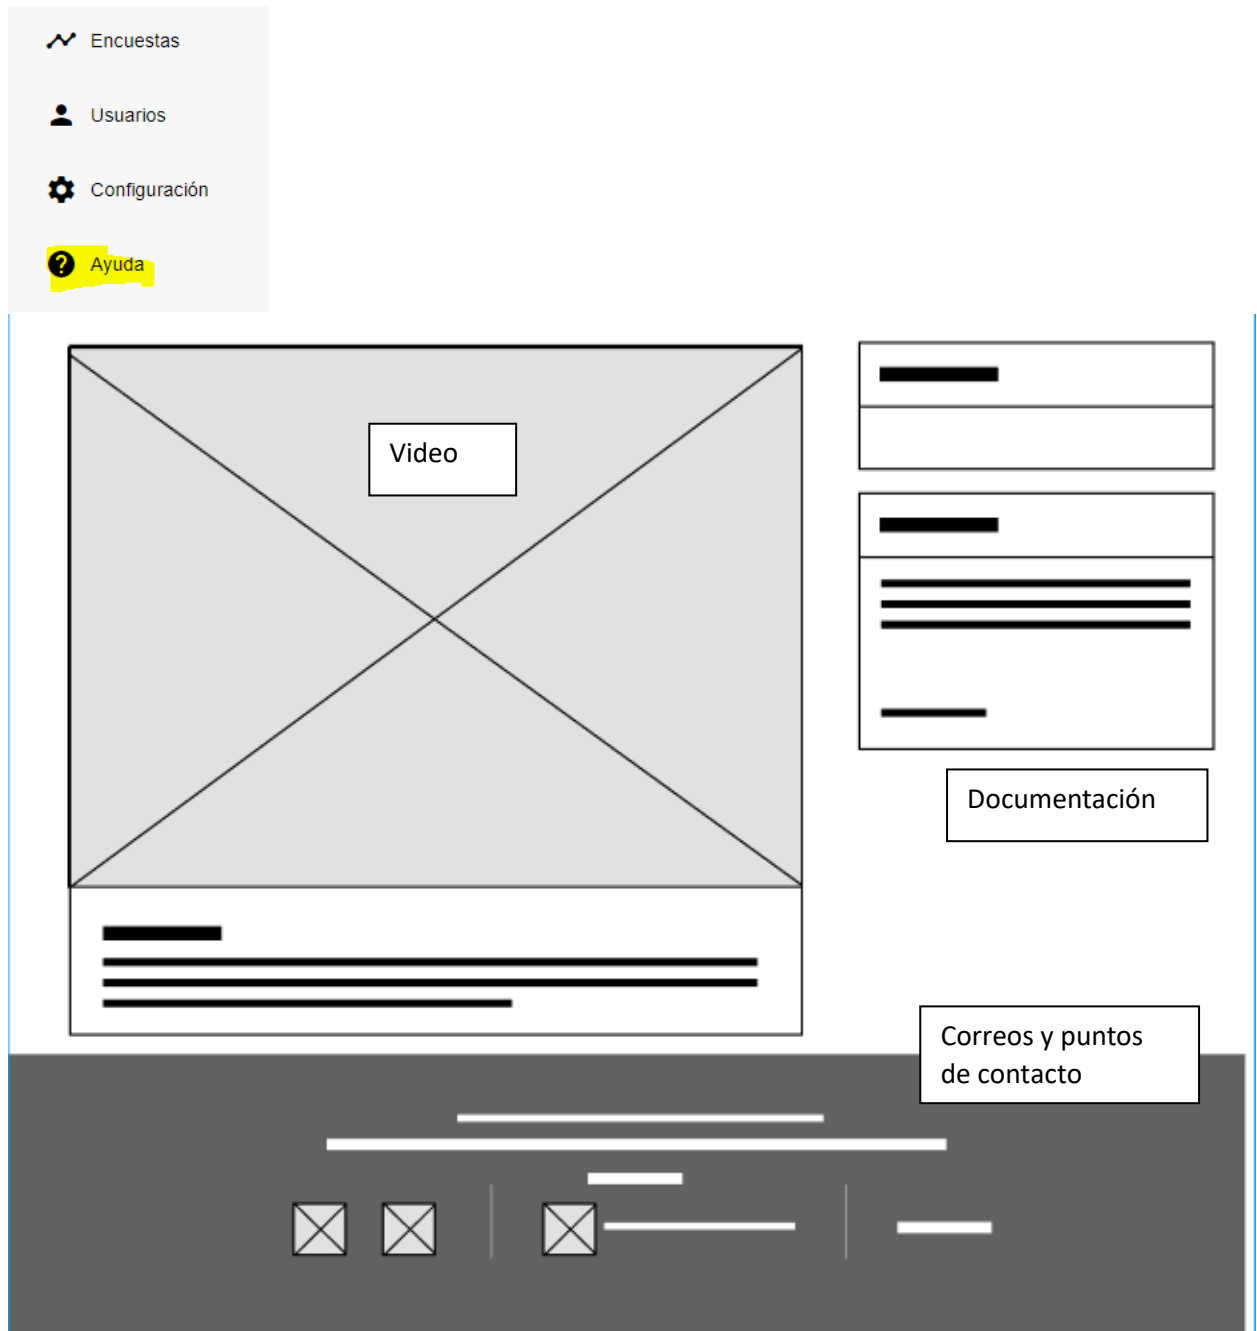 Encuestas
Usuarios
Configuración
Ayuda
Video
Documentación
Correos y puntos
de contacto